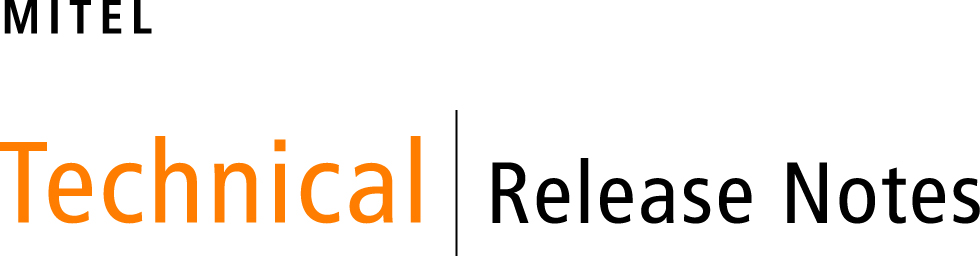 MITEL
Technical | Release Notes